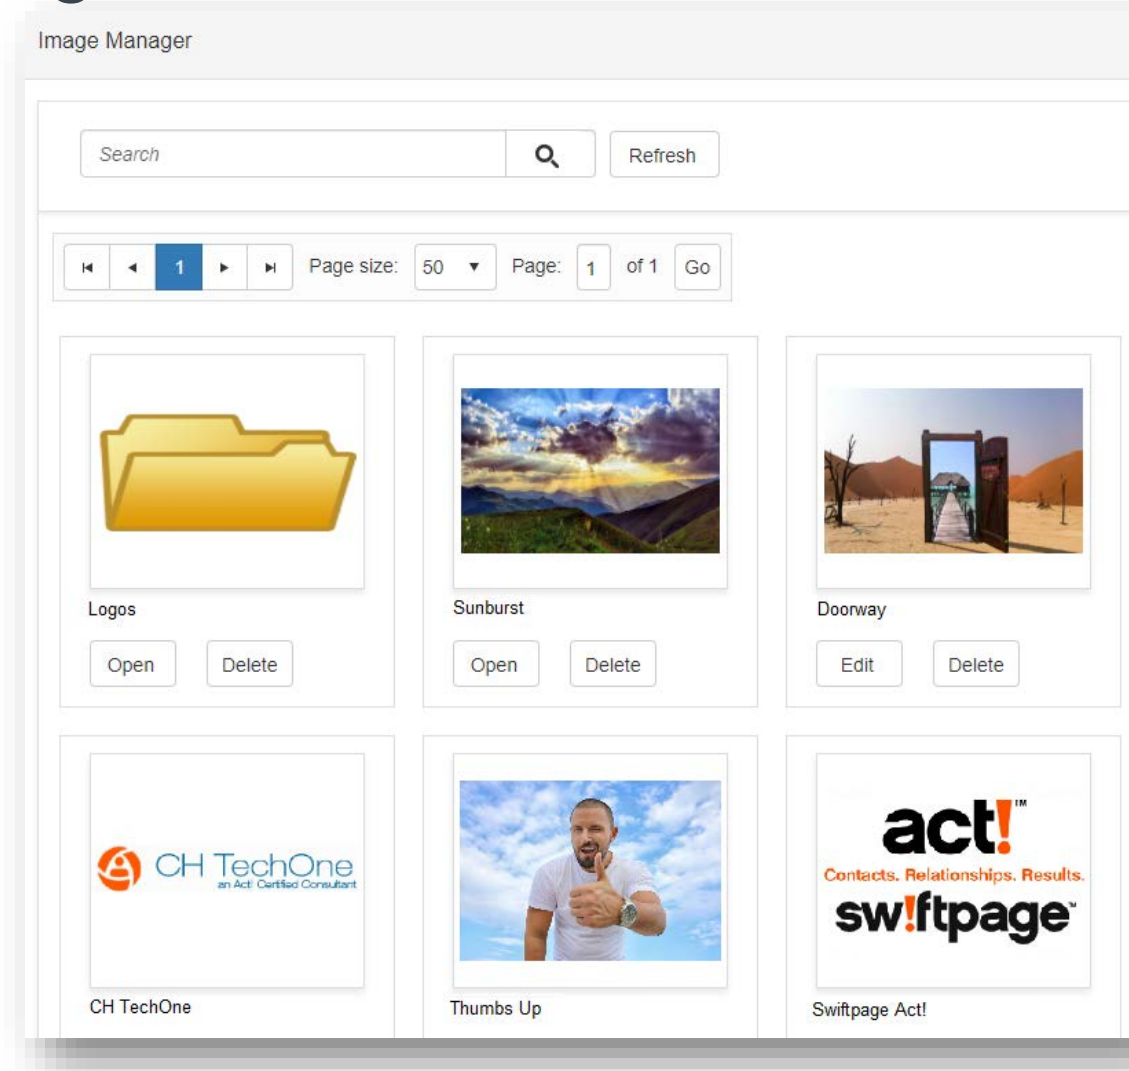 Image Manager
Search
Refresh
1
Page size:
50
Page:
1
of 1
Go
Logos
Sunburst
Doorway
Open
Delete
Open
Delete
Edit
Delete
CH TechOne
an Act! Certified Consultant
act!™
Contacts. Relationships. Results.
sw!ftpage™
CH TechOne
Thumbs Up
Swiftpage Act!